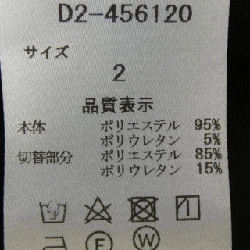 D2-456120
サイズ
2
品質表示
本体 ポリエステル 95%
ポリウレタン 5%
切替部分 ポリエステル 85%
ポリウレタン 15%
F W